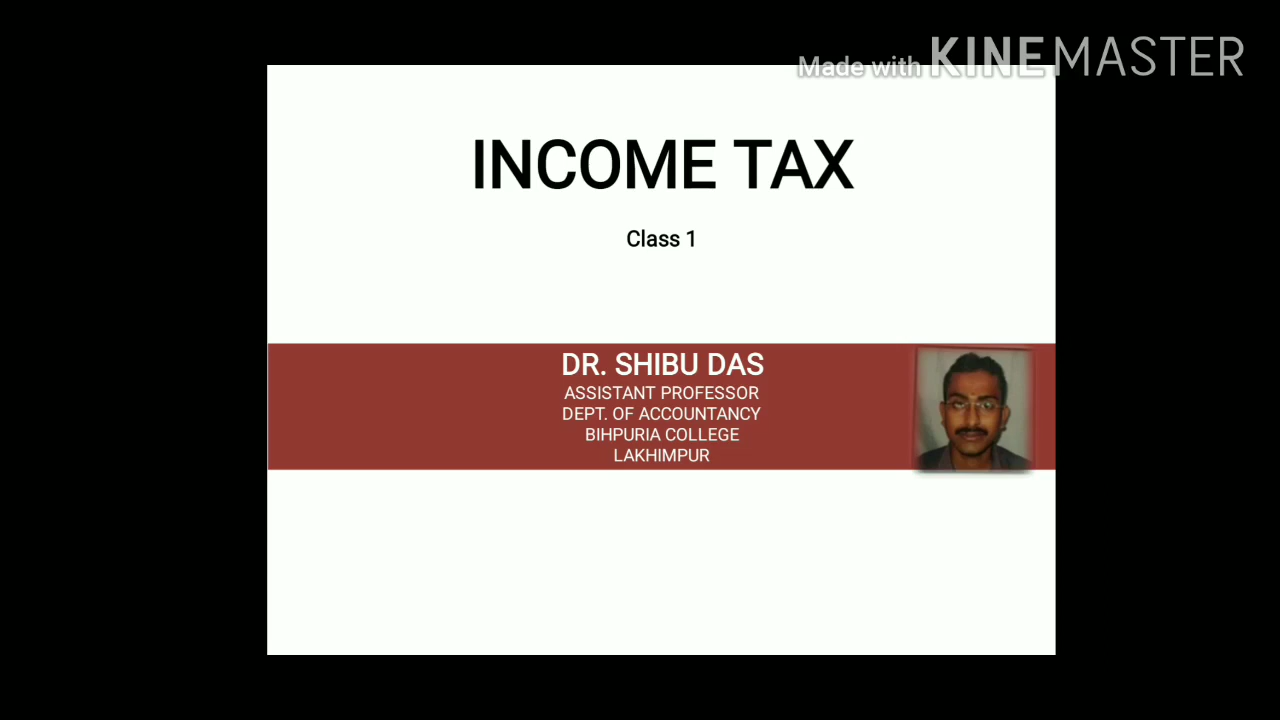 Made with KINEMASTER
INCOME TAX
Class 1
DR. SHIBU DAS
ASSISTANT PROFESSOR
DEPT. OF ACCOUNTANCY
BIHPURIA COLLEGE
LAKHIMPUR